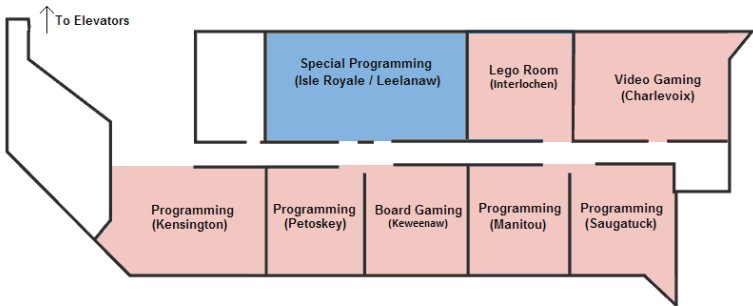 To Elevators
Special Programming
(Isle Royale / Leelanaw)
Lego Room
(Interlochen)
Video Gaming
(Charlevoix)
Programming
(Kensington)
Programming
(Petoskey)
Board Gaming
(Keweenaw)
Programming
(Manitou)
Programming
(Saugatuck)